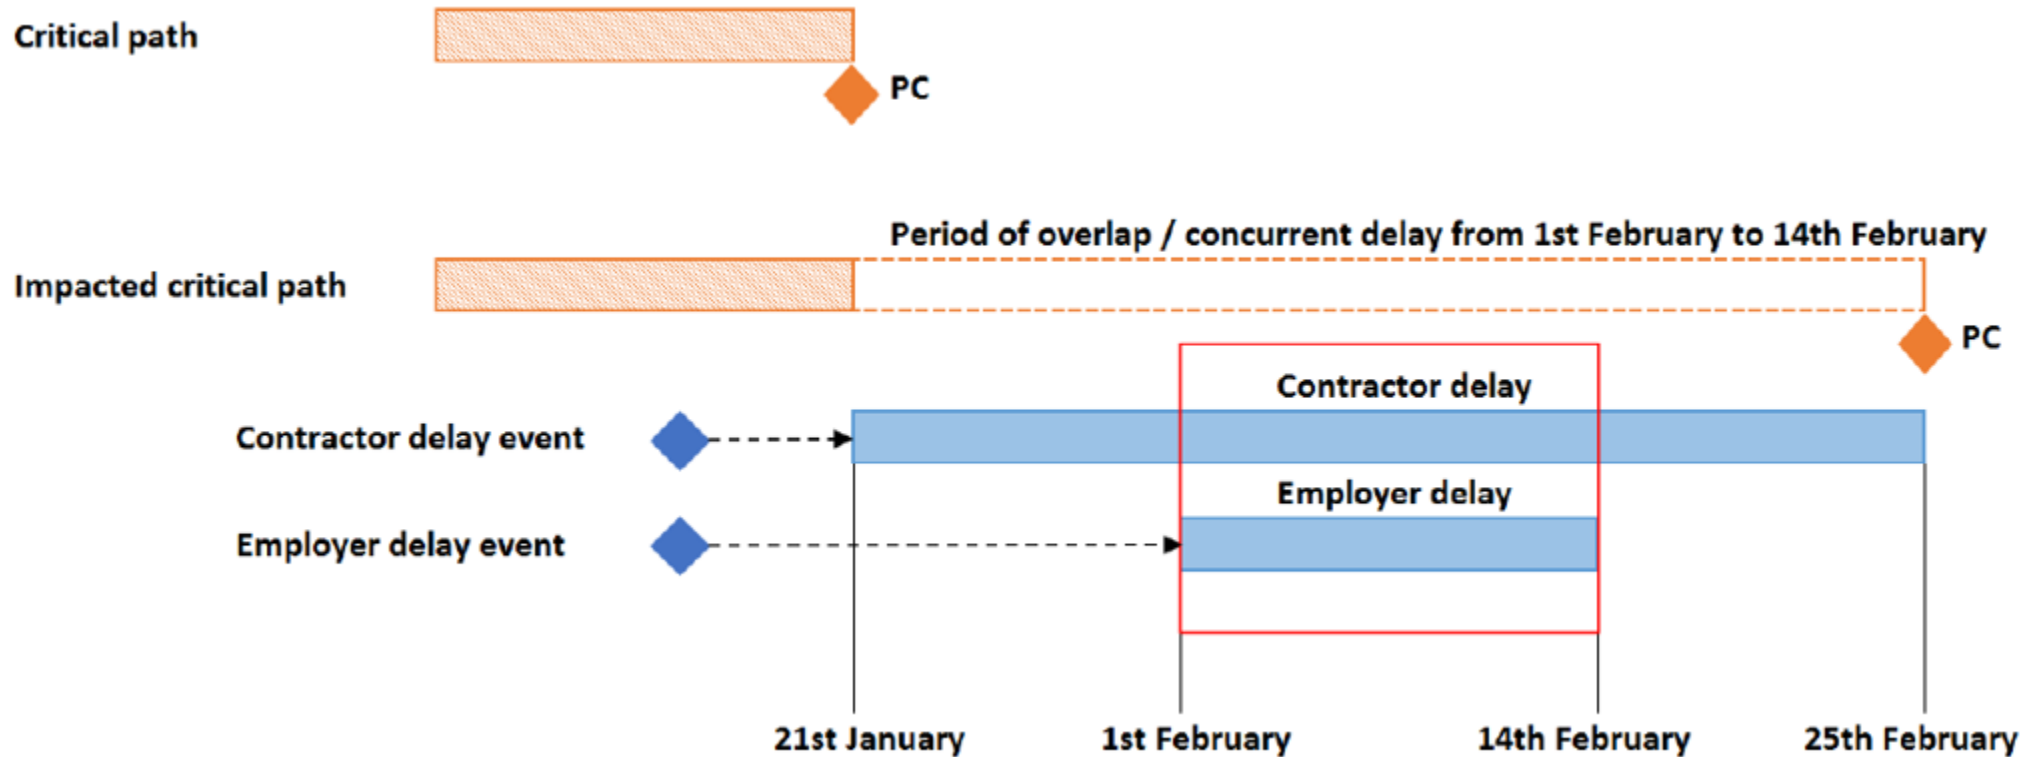 Critical path
PC
Period of overlap / concurrent delay from 1st February to 14th February
Impacted critical path
PC
Contractor delay
Contractor delay event
Employer delay
Employer delay event
21st January
1st February
14th February
25th February